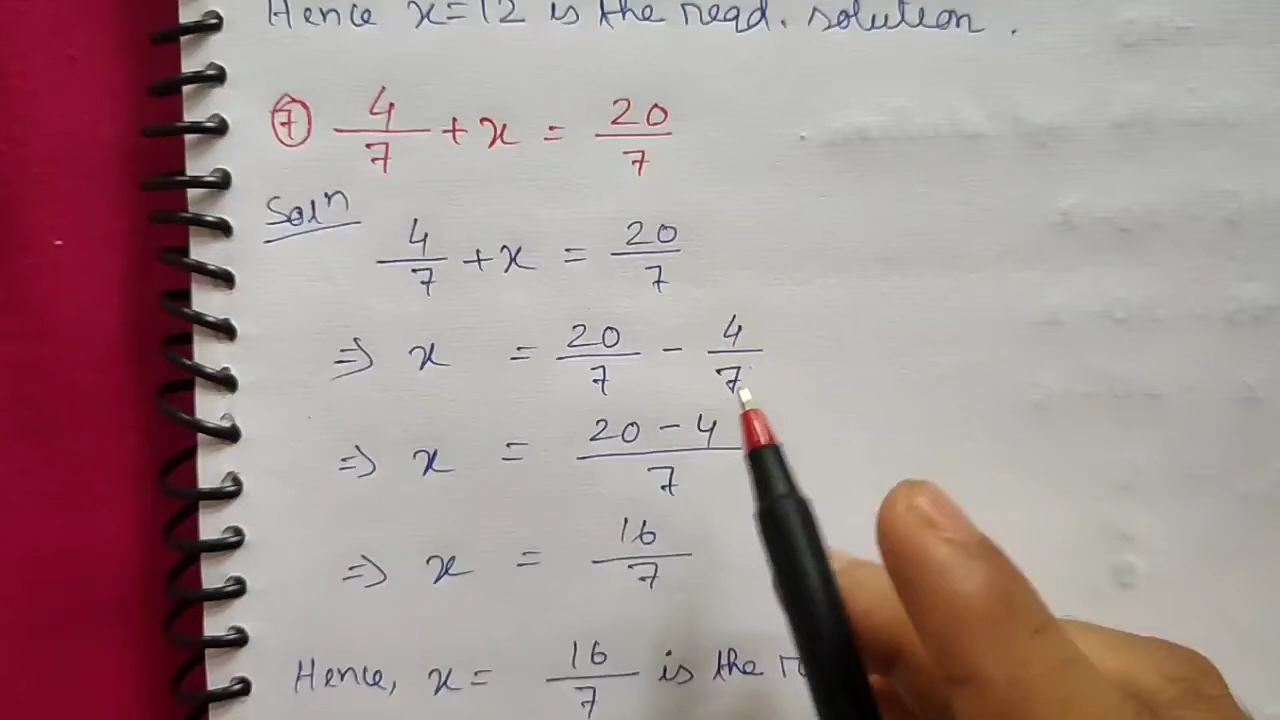 Hence x=12 is the reqd. solution.
⑦ 4/7 + x = 20/7
Solⁿ
4/7 + x = 20/7
⇒ x = 20/7 - 4/7
⇒ x = 20-4/7
⇒ x = 16/7
Hence, x = 16/7 is the